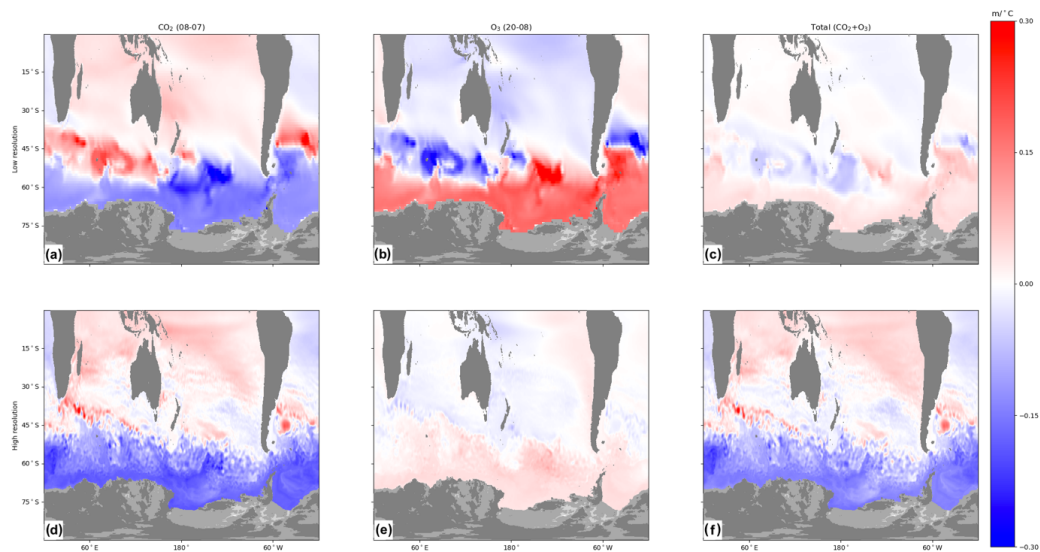 CO₂ (08-07)
O₃ (20-08)
Total (CO₂+O₃)
m/°C
Low resolution
15°S
30°S
45°S
60°S
75°S
(a)
(b)
(c)
0.30
0.15
0.00
−0.15
−0.30
High resolution
15°S
30°S
45°S
60°S
75°S
(d)
(e)
(f)
60°E
180°
60°W
60°E
180°
60°W
60°E
180°
60°W